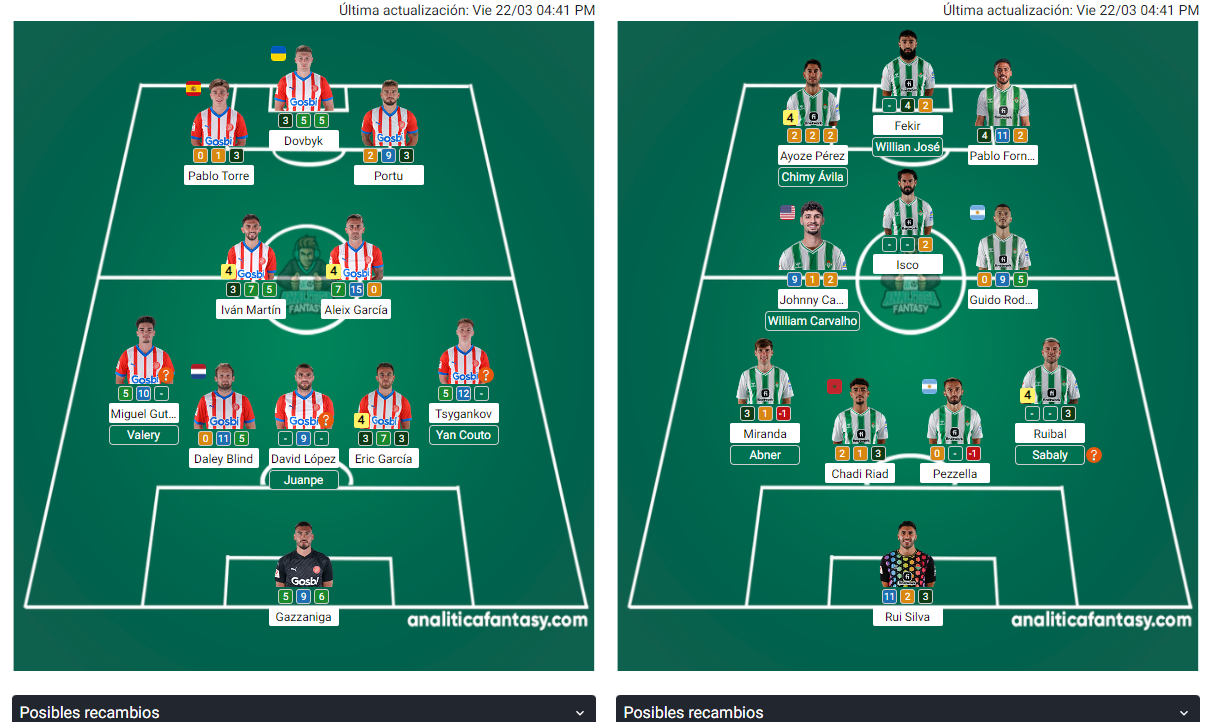 Última actualización: Vie 22/03 04:41 PM
Gosbi
3 5 5
Dovbyk
Gosbi
0 1 3
Pablo Torre
2 9 3
Portu
4
Gosbi
3 7 5
Iván Martín
4
Gosbi
7 15 0
Aleix García
ANALITICA
FANTASY
Gosbi
?
5 10 -
Miguel Gut...
Valery
Gosbi
0 11 5
Daley Blind
Gosbi
?
- 9 -
David López
Juanpe
4
Gosbi
3 7 3
Eric García
Gosbi
?
5 12 -
Tsygankov
Yan Couto
Gosbi
5 9 6
Gazzaniga
analiticafantasy.com
Posibles recambios
Última actualización: Vie 22/03 04:41 PM
- 4 2
Fekir
Willian José
4
2 2 2
Ayoze Pérez
Chimy Ávila
4 11 2
Pablo Forn...
- - 2
Isco
9 1 2
Johnny Ca...
William Carvalho
0 9 5
Guido Rod...
ANALITICA
FANTASY
3 1 -1
Miranda
Abner
2 1 3
Chadi Riad
0 - -1
Pezzella
4
- - 3
Ruibal
Sabaly
?
11 2 3
Rui Silva
analiticafantasy.com
Posibles recambios